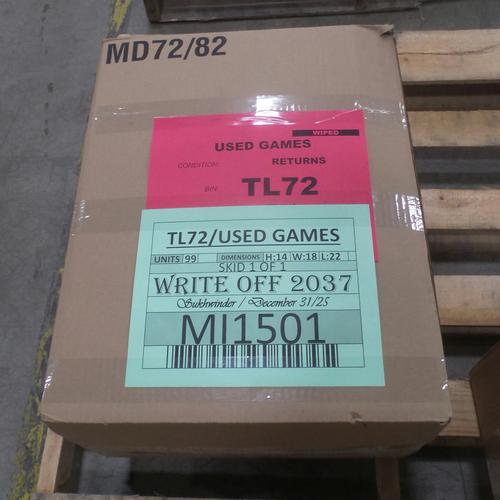 MD72/82
WIPED
USED GAMES
CONDITION: RETURNS
BIN: TL72
TL72/USED GAMES
UNITS 99 DIMENSIONS H:14 W:18 L:22
SKID 1 OF 1
WRITE OFF 2037
Sukhwinder / December 31/25
MI1501